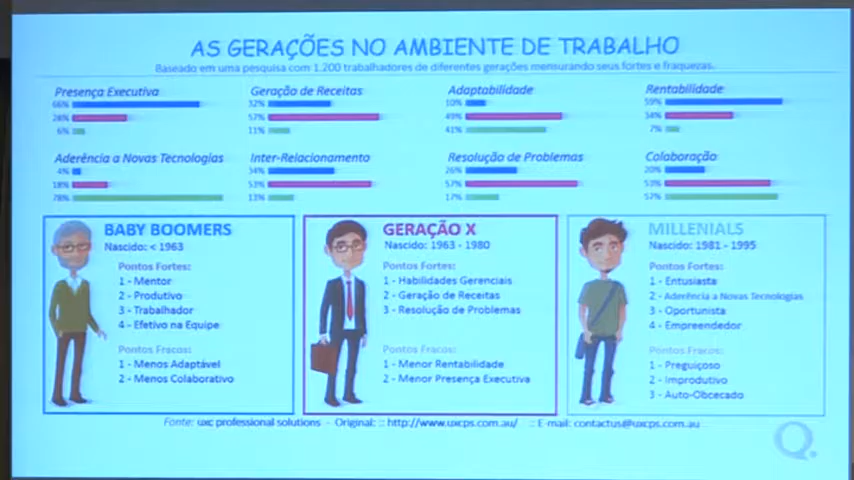 AS GERAÇÕES NO AMBIENTE DE TRABALHO
Baseado em uma pesquisa com 1.200 trabalhadores de diferentes gerações mensurando seus fortes e fraquezas.
Presença Executiva
66%
28%
6%
Geração de Receitas
32%
57%
11%
Adaptabilidade
10%
49%
41%
Rentabilidade
59%
34%
7%
Aderência a Novas Tecnologias
4%
18%
78%
Inter-Relacionamento
34%
53%
13%
Resolução de Problemas
26%
57%
17%
Colaboração
20%
53%
57%
BABY BOOMERS
Nascido: < 1963
Pontos Fortes:
1 - Mentor
2 - Produtivo
3 - Trabalhador
4 - Efetivo na Equipe
Pontos Fracos:
1 - Menos Adaptável
2 - Menos Colaborativo
GERAÇÃO X
Nascido: 1963 - 1980
Pontos Fortes:
1 - Habilidades Gerenciais
2 - Geração de Receitas
3 - Resolução de Problemas
Pontos Fracos:
1 - Menor Rentabilidade
2 - Menor Presença Executiva
MILLENIALS
Nascido: 1981 - 1995
Pontos Fortes:
1 - Entusiasta
2 - Aderência a Novas Tecnologias
3 - Oportunista
4 - Empreendedor
Pontos Fracos:
1 - Preguiçoso
2 - Improdutivo
3 - Auto-Obcecado
Fonte: uxc professional solutions - Original: :: http://www.uxcps.com.au/ :: E-mail: contactus@uxcps.com.au
Q.